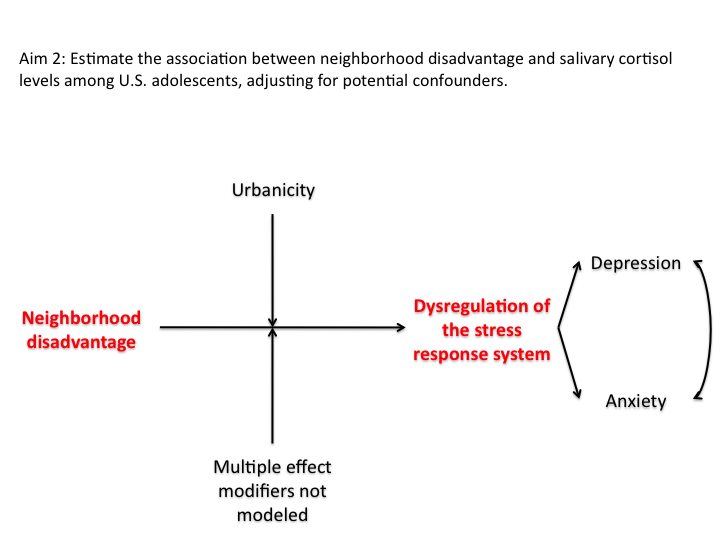 Aim 2: Estimate the association between neighborhood disadvantage and salivary cortisol
levels among U.S. adolescents, adjusting for potential confounders.
Urbanicity
Depression
Neighborhood
disadvantage
Dysregulation of
the stress
response system
Anxiety
Multiple effect
modifiers not
modeled